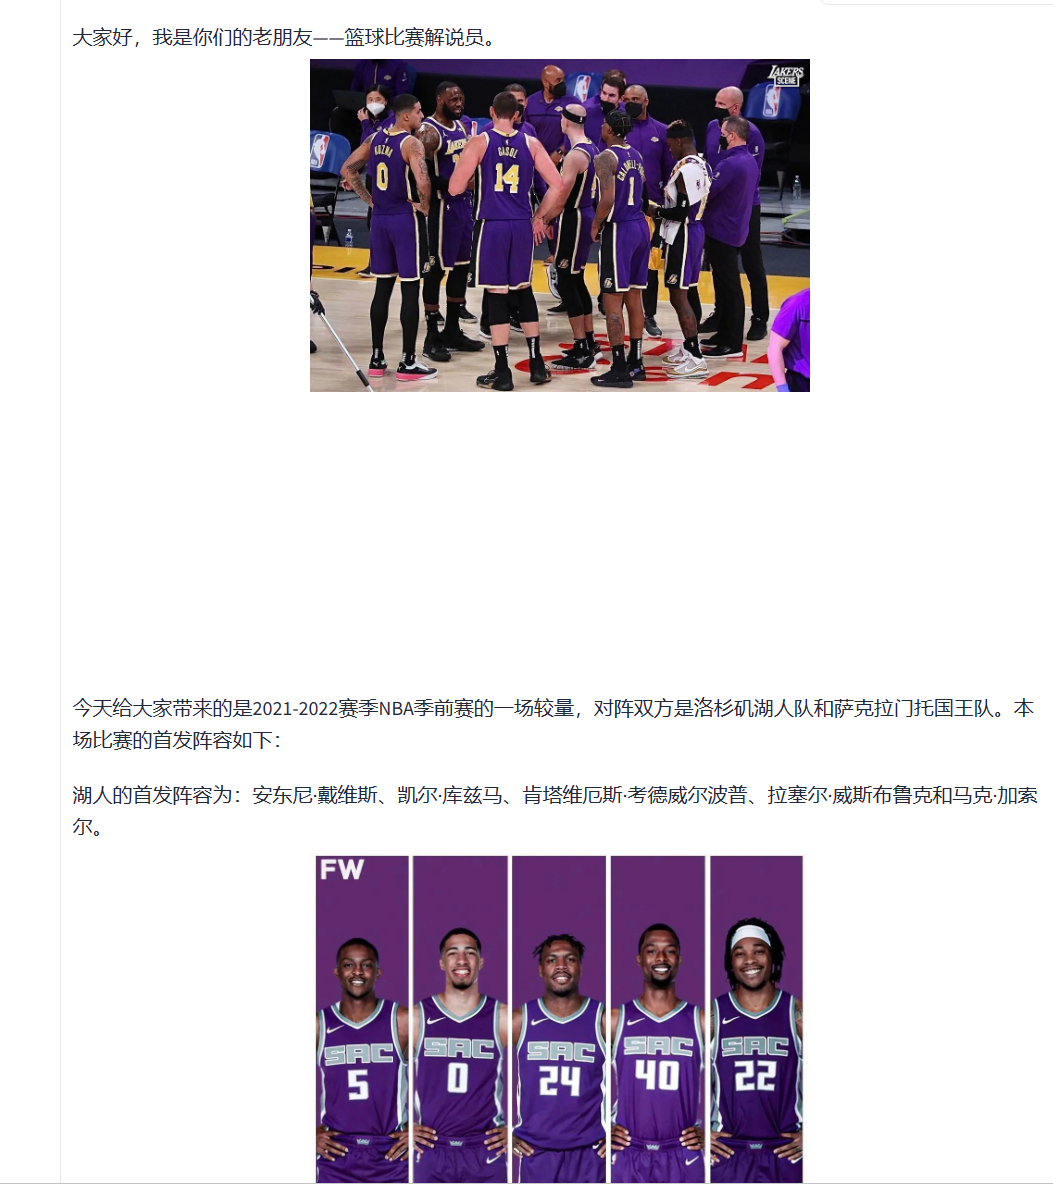 大家好，我是你们的老朋友——篮球比赛解说员。
LAKERS
SCENE
KUZMA
0
GASOL
14
1
今天给大家带来的是2021-2022赛季NBA季前赛的一场较量，对阵双方是洛杉矶湖人队和萨克拉门托国王队。本
场比赛的首发阵容如下：
湖人的首发阵容为：安东尼·戴维斯、凯尔·库兹马、肯塔维厄斯·考德威尔波普、拉塞尔·威斯布鲁克和马克·加索
尔。
FW
SAC SAC SAC SAC SAC
5 0 24 40 22